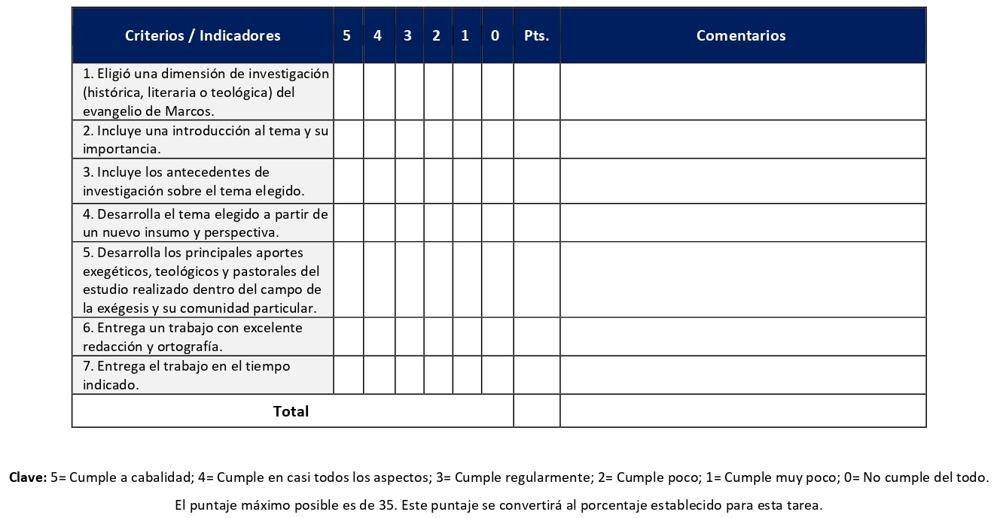 Criterios / Indicadores 5 4 3 2 1 0 Pts. Comentarios
1. Eligió una dimensión de investigación
(histórica, literaria o teológica) del
evangelio de Marcos.
2. Incluye una introducción al tema y su
importancia.
3. Incluye los antecedentes de
investigación sobre el tema elegido.
4. Desarrolla el tema elegido a partir de
un nuevo insumo y perspectiva.
5. Desarrolla los principales aportes
exegéticos, teológicos y pastorales del
estudio realizado dentro del campo de
la exégesis y su comunidad particular.
6. Entrega un trabajo con excelente
redacción y ortografía.
7. Entrega el trabajo en el tiempo
indicado.
Total
Clave: 5= Cumple a cabalidad; 4= Cumple en casi todos los aspectos; 3= Cumple regularmente; 2= Cumple poco; 1= Cumple muy poco; 0= No cumple del todo.
El puntaje máximo posible es de 35. Este puntaje se convertirá al porcentaje establecido para esta tarea.